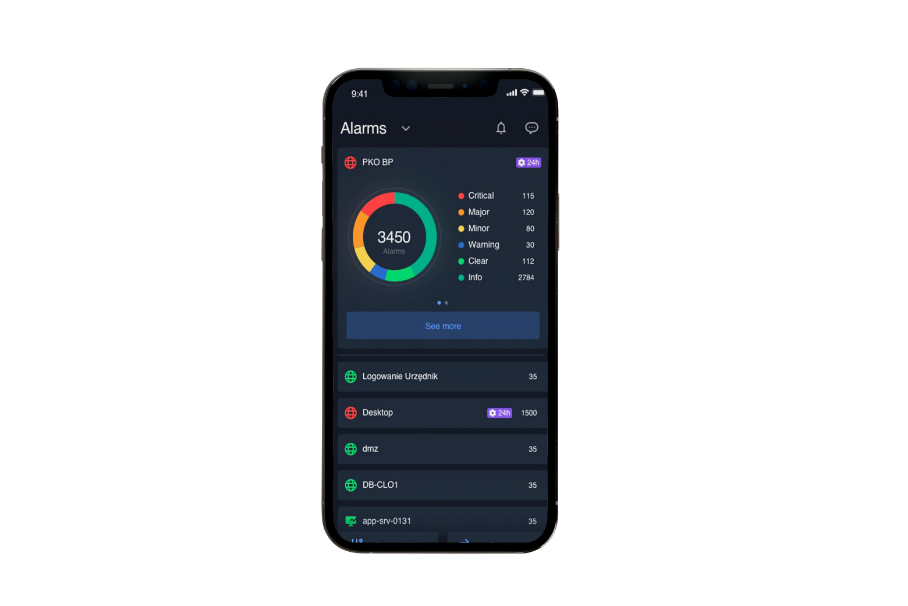 9:41
Alarms
PKO BP 24h
3450
Alarms
Critical 115
Major 120
Minor 80
Warning 30
Clear 112
Info 2784
See more
Logowanie Urzędnik 35
Desktop 24h 1500
dmz 35
DB-CLO1 35
app-srv-0131 35